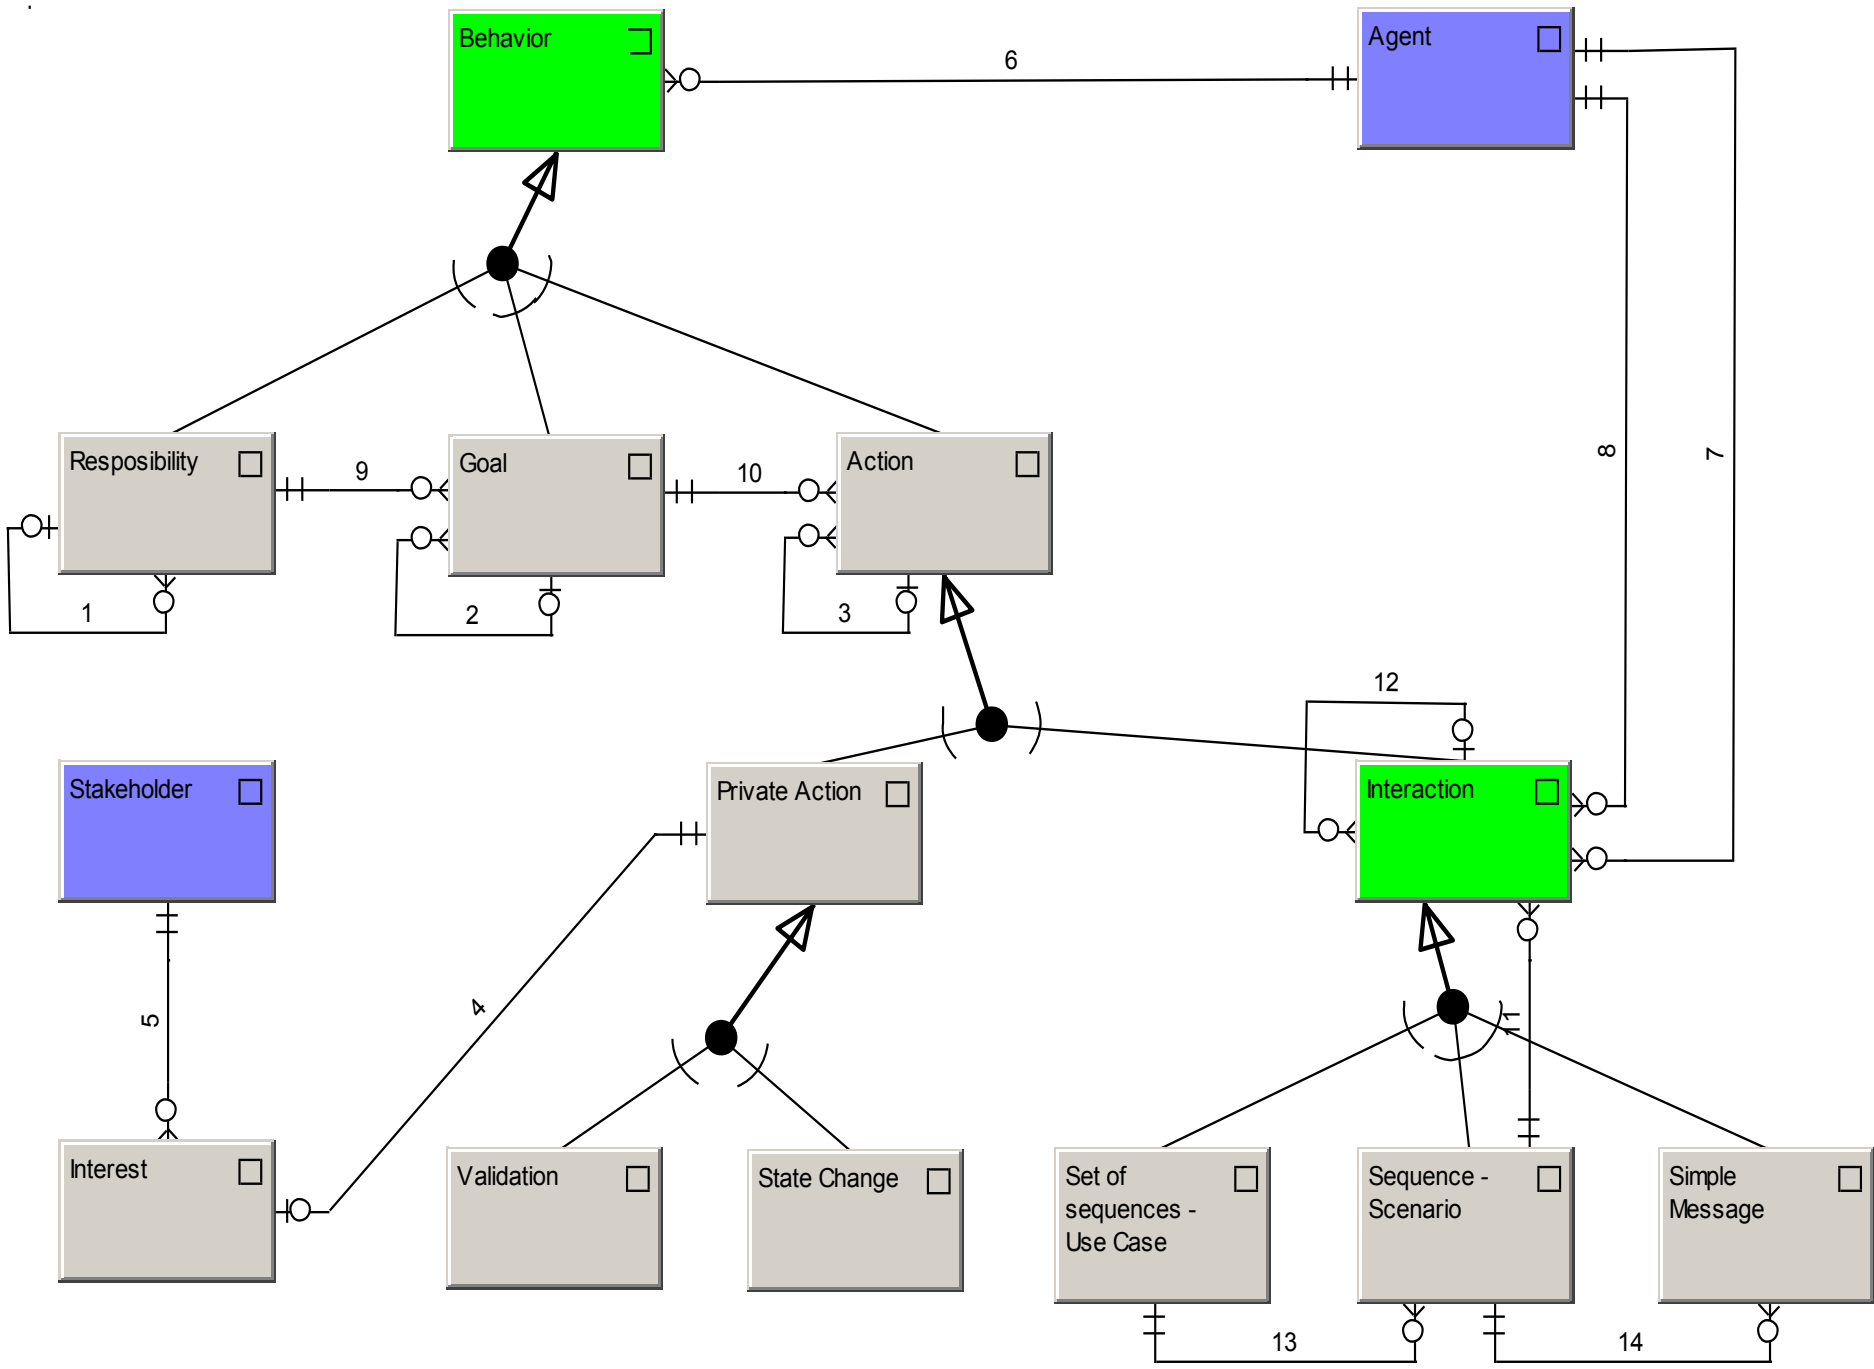 Behavior
Agent
6
Resposibility
Goal
Action
9
10
8
7
1
2
3
12
Stakeholder
Private Action
Interaction
5
4
11
Interest
Validation
State Change
Set of
sequences -
Use Case
Sequence -
Scenario
Simple
Message
13
14